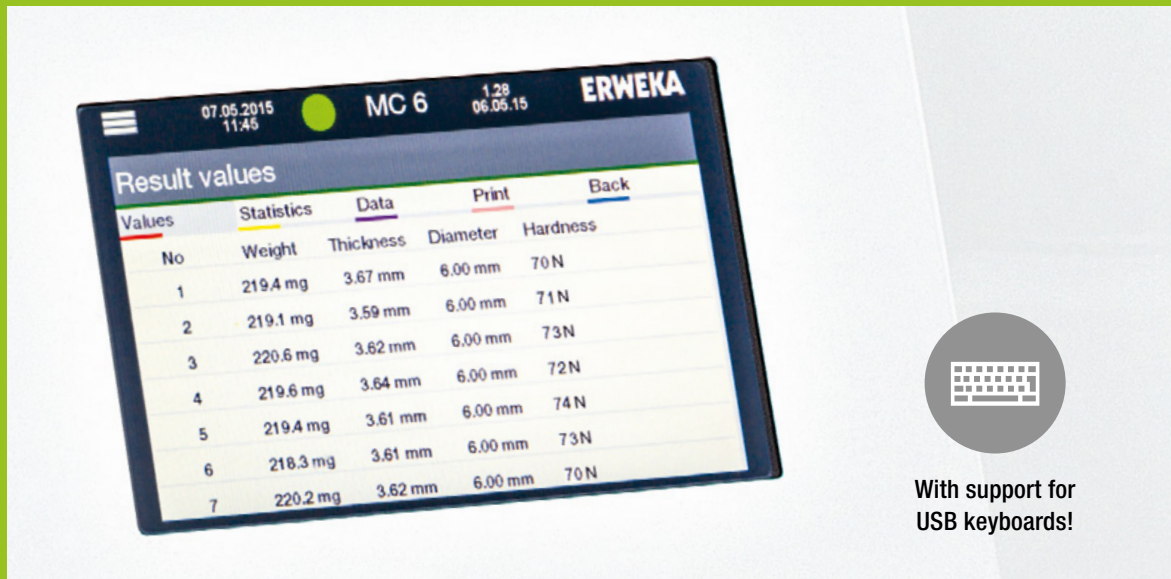 07.05.2015
11:45
MC 6
1.28
06.05.15
ERWEKA
Result values
Values Statistics Data Print Back
No Weight Thickness Diameter Hardness
1 219.4 mg 3.67 mm 6.00 mm 70 N
2 219.1 mg 3.59 mm 6.00 mm 71 N
3 220.6 mg 3.62 mm 6.00 mm 73 N
4 219.6 mg 3.64 mm 6.00 mm 72 N
5 219.4 mg 3.61 mm 6.00 mm 74 N
6 218.3 mg 3.61 mm 6.00 mm 73 N
7 220.2 mg 3.62 mm 6.00 mm 70 N
With support for
USB keyboards!